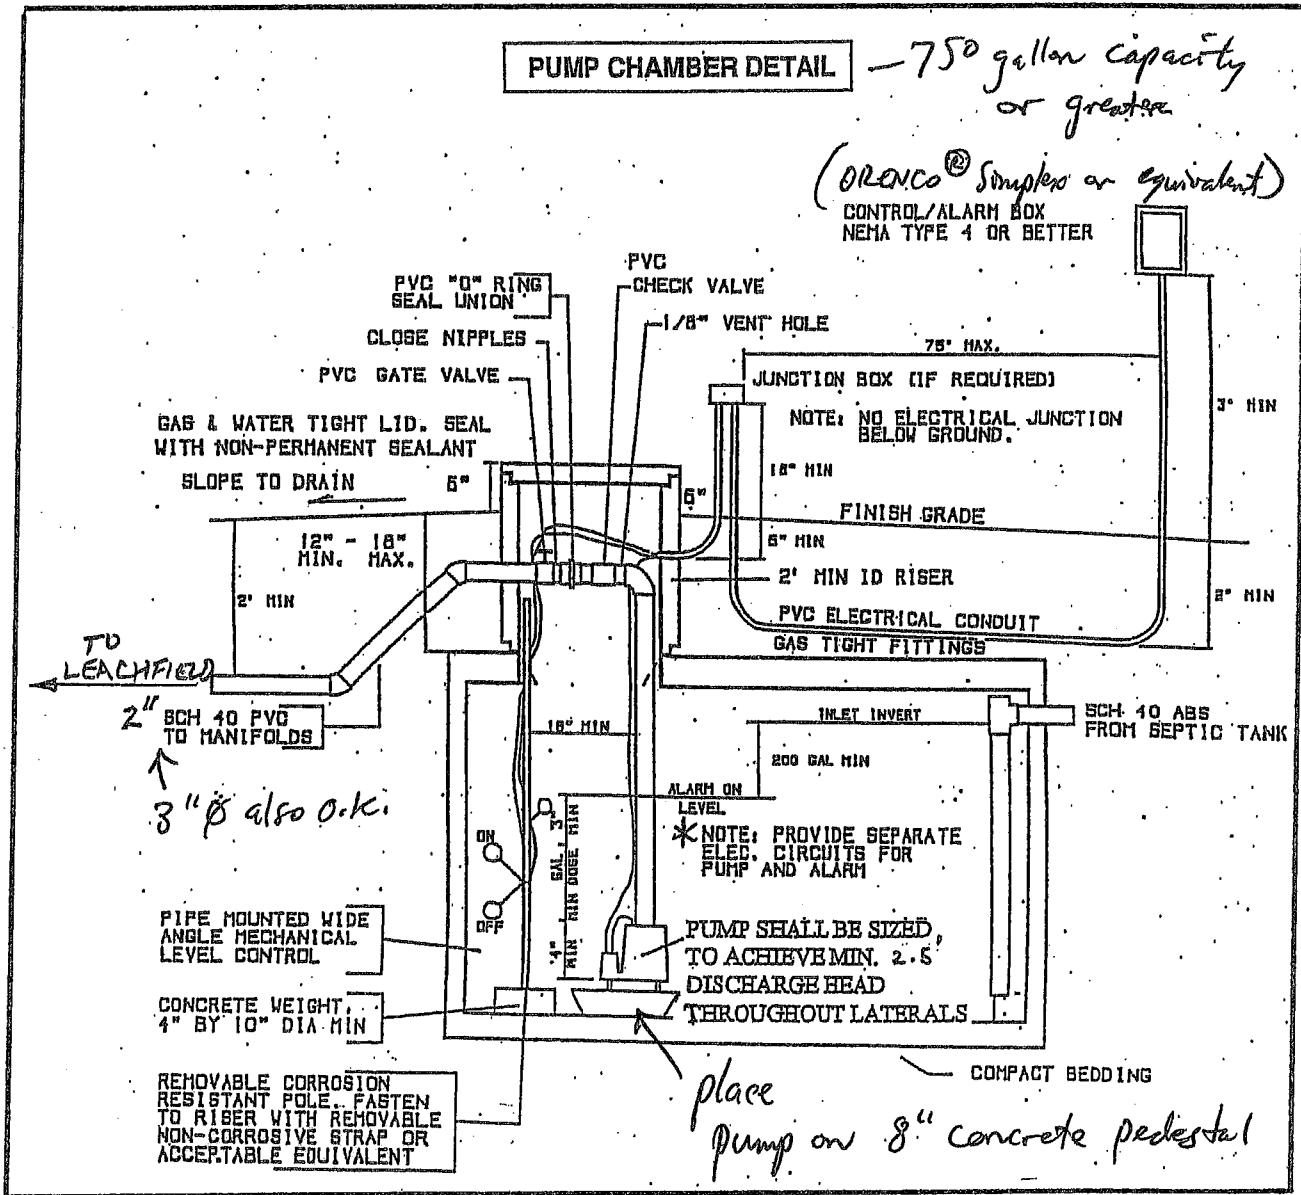 PUMP CHAMBER DETAIL — 750 gallon capacity
or greater
(ORENCO® Simplex or equivalent)
CONTROL/ALARM BOX
NEMA TYPE 4 OR BETTER
PVC "O" RING
SEAL UNION
PVC
CHECK VALVE
CLOSE NIPPLES
1/8" VENT HOLE
PVC GATE VALVE
75' MAX.
JUNCTION BOX (IF REQUIRED)
NOTE: NO ELECTRICAL JUNCTION
BELOW GROUND.
3' MIN
GAS & WATER TIGHT LID. SEAL
WITH NON-PERMANENT SEALANT
18" MIN
SLOPE TO DRAIN
6"
6"
FINISH GRADE
12" - 18"
MIN. MAX.
6" MIN
2' MIN
2' MIN ID RISER
2' MIN
PVC ELECTRICAL CONDUIT
GAS TIGHT FITTINGS
TO
LEACHFIELD
2" SCH 40 PVC
TO MANIFOLDS
3" ø also o.k.
18" MIN
INLET INVERT
SCH 40 ABS
FROM SEPTIC TANK
200 GAL MIN
ALARM ON
LEVEL
* NOTE: PROVIDE SEPARATE
ELEC. CIRCUITS FOR
PUMP AND ALARM
ON
OFF
GAL, 3"
MIN DOSE MIN
4" MIN
PIPE MOUNTED WIDE
ANGLE MECHANICAL
LEVEL CONTROL
PUMP SHALL BE SIZED
TO ACHIEVE MIN. 2.5'
DISCHARGE HEAD
THROUGHOUT LATERALS
CONCRETE WEIGHT,
4" BY 10" DIA MIN
COMPACT BEDDING
REMOVABLE CORROSION
RESISTANT POLE. FASTEN
TO RISER WITH REMOVABLE
NON-CORROSIVE STRAP OR
ACCEPTABLE EQUIVALENT
place
pump on 8" concrete pedestal